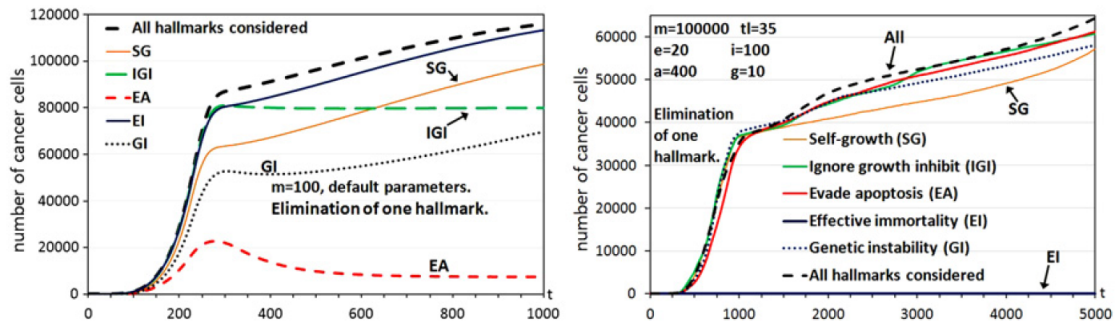 number of cancer cells
120000
100000
80000
60000
40000
20000
0
All hallmarks considered
SG
IGI
EA
EI
GI
SG
IGI
GI
m=100, default parameters.
Elimination of one hallmark.
EA
0 200 400 600 800 1000
t
number of cancer cells
60000
50000
40000
30000
20000
10000
0
m=100000 tl=35
e=20 i=100
a=400 g=10
All
Elimination
of one
hallmark.
SG
Self-growth (SG)
Ignore growth inhibit (IGI)
Evade apoptosis (EA)
Effective immortality (EI)
Genetic instability (GI)
All hallmarks considered
EI
0 1000 2000 3000 4000 5000
t